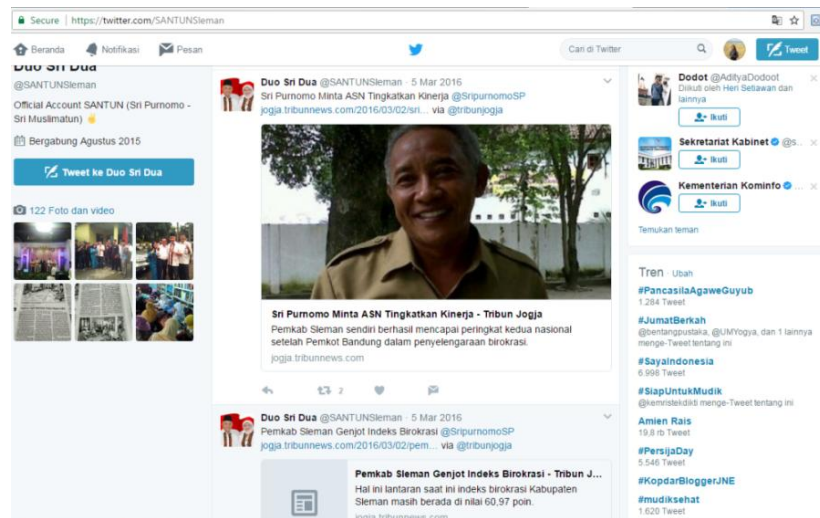 Secure | https://twitter.com/SANTUNSleman
Beranda Notifikasi Pesan Cari di Twitter Tweet
Duo Sri Dua
@SANTUNSleman
Official Account SANTUN (Sri Purnomo -
Sri Muslimatun)
Bergabung Agustus 2015
Tweet ke Duo Sri Dua
122 Foto dan video
Duo Sri Dua @SANTUNSleman · 5 Mar 2016
Sri Purnomo Minta ASN Tingkatkan Kinerja @SripurnomoSP
jogja.tribunnews.com/2016/03/02/sri... via @tribunjogja
Sri Purnomo Minta ASN Tingkatkan Kinerja - Tribun Jogja
Pemkab Sleman sendiri berhasil mencapai peringkat kedua nasional
setelah Pemkot Bandung dalam penyelengaraan birokrasi.
jogja.tribunnews.com
2
Duo Sri Dua @SANTUNSleman · 5 Mar 2016
Pemkab Sleman Genjot Indeks Birokrasi @SripurnomoSP
jogja.tribunnews.com/2016/03/02/pem... via @tribunjogja
Pemkab Sleman Genjot Indeks Birokrasi - Tribun J...
Hal ini lantaran saat ini indeks birokrasi Kabupaten
Sleman masih berada di nilai 60,97 poin.
jogja.tribunnews.com
Dodot @AdityaDodoot
Diikuti oleh Heri Setiawan dan
lainnya
Ikuti
Sekretariat Kabinet @s...
Ikuti
Kementerian Kominfo ...
Ikuti
Temukan teman
Tren · Ubah
#PancasilaAgaweGuyub
1.284 Tweet
#JumatBerkah
@bentangpustaka, @UMYogya, dan 1 lainnya
menge-Tweet tentang ini
#SayaIndonesia
6.998 Tweet
#SiapUntukMudik
@kemristekdikti menge-Tweet tentang ini
Amien Rais
19,8 rb Tweet
#PersijaDay
5.546 Tweet
#KopdarBloggerJNE
#mudiksehat
1.620 Tweet